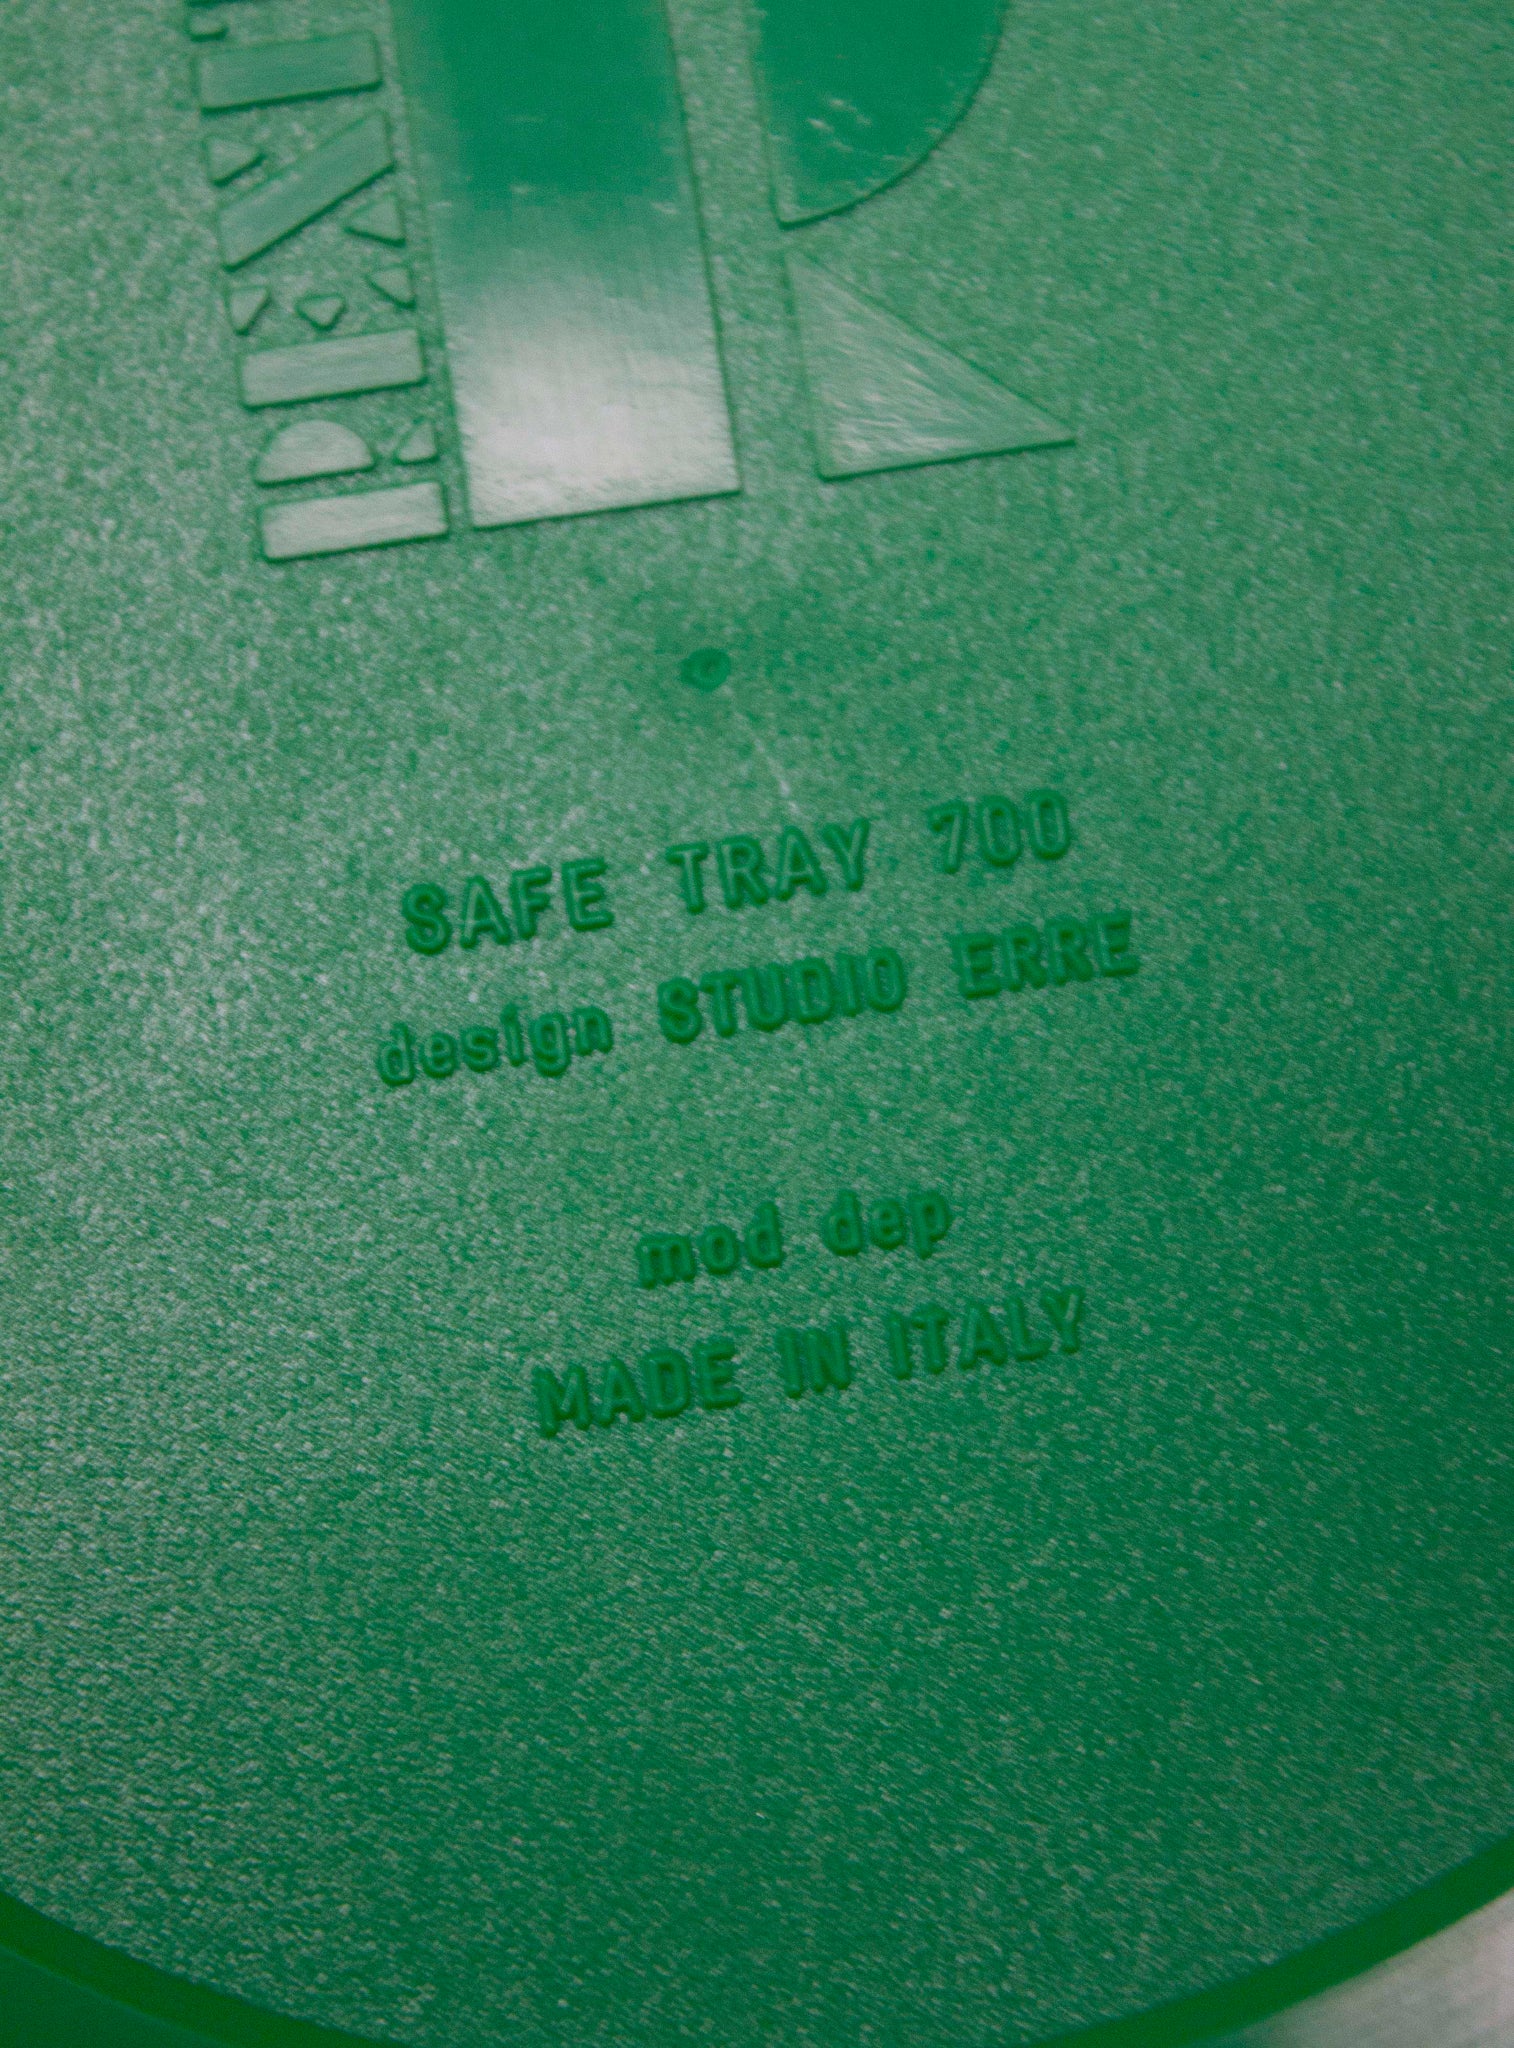 SAFE TRAY 700
design STUDIO ERRE
mod dep
MADE IN ITALY